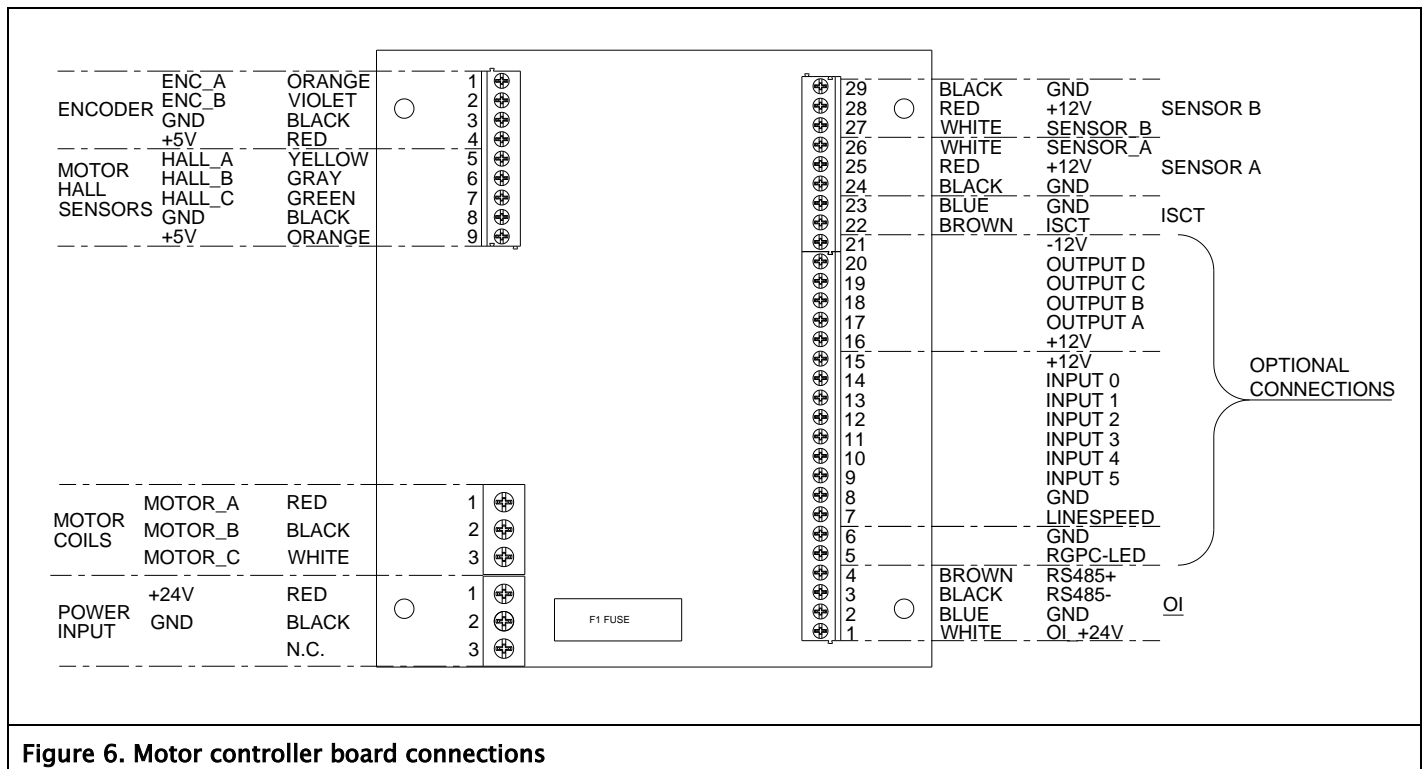 ENCODER
ENC_A ORANGE 1
ENC_B VIOLET 2
GND BLACK 3
+5V RED 4
MOTOR HALL SENSORS
HALL_A YELLOW 5
HALL_B GRAY 6
HALL_C GREEN 7
GND BLACK 8
+5V ORANGE 9
MOTOR COILS
MOTOR_A RED 1
MOTOR_B BLACK 2
MOTOR_C WHITE 3
POWER INPUT
+24V RED 1
GND BLACK 2
N.C. 3
F1 FUSE
29 BLACK GND
28 RED +12V SENSOR B
27 WHITE SENSOR_B
26 WHITE SENSOR_A
25 RED +12V SENSOR A
24 BLACK GND
23 BLUE GND
ISCT
22 BROWN ISCT
21 -12V
20 OUTPUT D
19 OUTPUT C
18 OUTPUT B
17 OUTPUT A
16 +12V
15 +12V
14 INPUT 0
13 INPUT 1
12 INPUT 2
11 INPUT 3
10 INPUT 4
9 INPUT 5
8 GND
7 LINESPEED
6 GND
5 RGPC-LED
OPTIONAL
CONNECTIONS
4 BROWN RS485+
3 BLACK RS485-
OI
2 BLUE GND
1 WHITE OI_+24V
Figure 6. Motor controller board connections